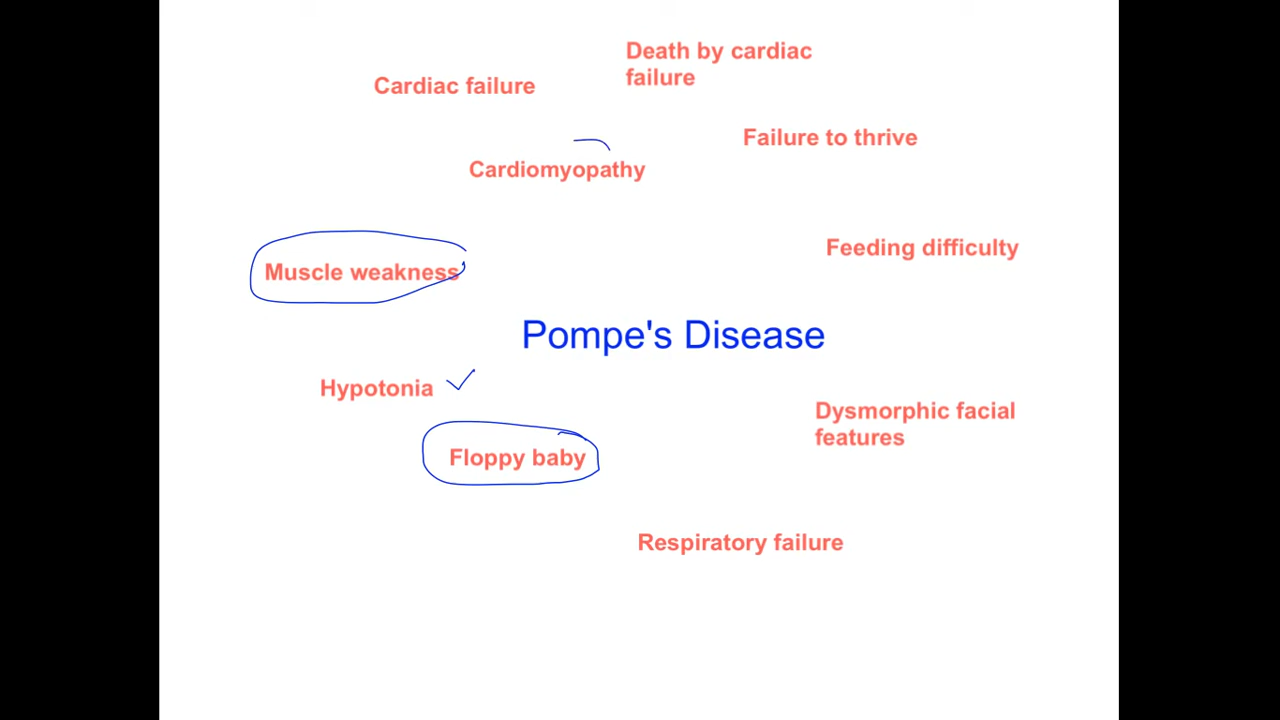 Death by cardiac
failure
Cardiac failure
Failure to thrive
Cardiomyopathy
Feeding difficulty
Muscle weakness
Pompe's Disease
Hypotonia
Dysmorphic facial
features
Floppy baby
Respiratory failure